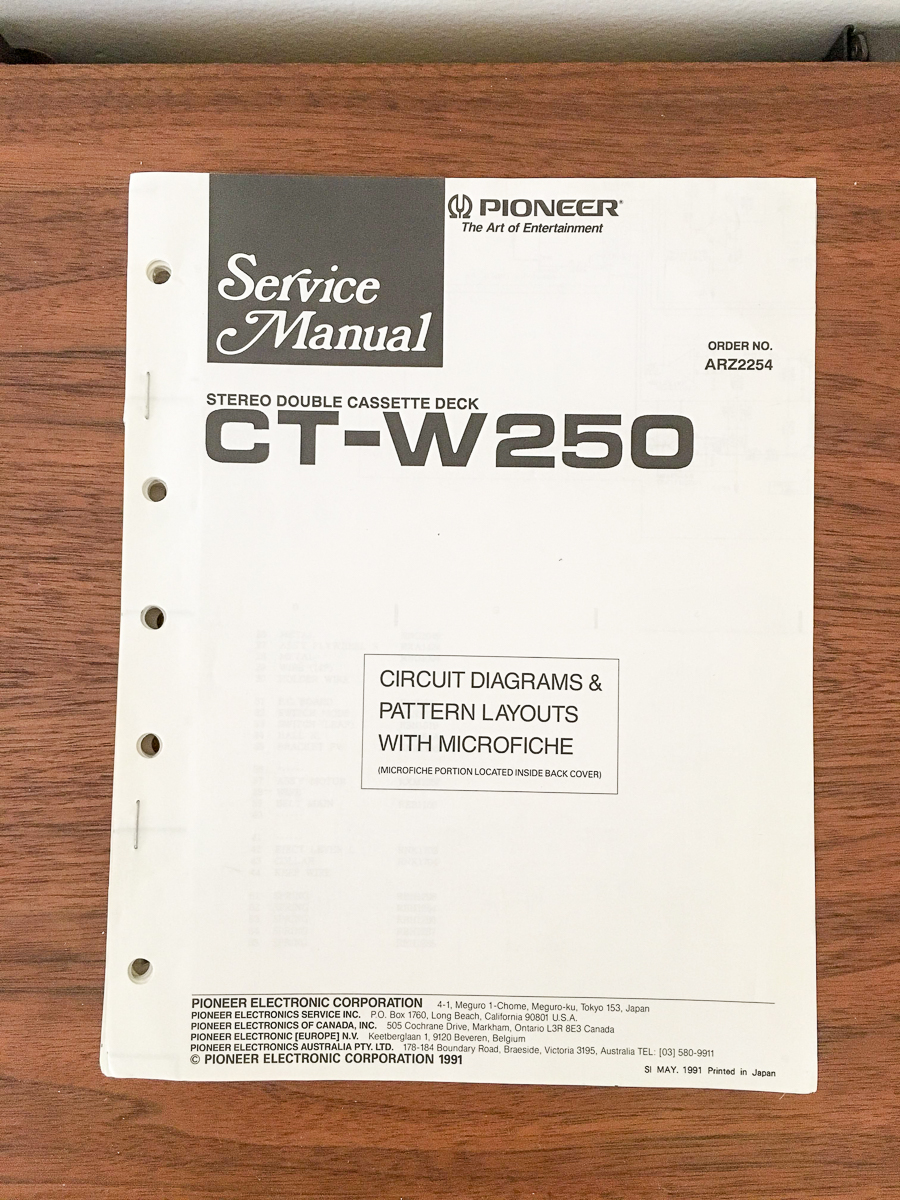 Service
Manual
PIONEER®
The Art of Entertainment
ORDER NO.
ARZ2254
STEREO DOUBLE CASSETTE DECK
CT-W250
CIRCUIT DIAGRAMS &
PATTERN LAYOUTS
WITH MICROFICHE
(MICROFICHE PORTION LOCATED INSIDE BACK COVER)
PIONEER ELECTRONIC CORPORATION 4-1, Meguro 1-Chome, Meguro-ku, Tokyo 153, Japan
PIONEER ELECTRONICS SERVICE INC. P.O. Box 1760, Long Beach, California 90801 U.S.A.
PIONEER ELECTRONICS OF CANADA, INC. 505 Cochrane Drive, Markham, Ontario L3R 8E3 Canada
PIONEER ELECTRONIC [EUROPE] N.V. Keetberglaan 1, 9120 Beveren, Belgium
PIONEER ELECTRONICS AUSTRALIA PTY. LTD. 178-184 Boundary Road, Braeside, Victoria 3195, Australia TEL: [03] 580-9911
© PIONEER ELECTRONIC CORPORATION 1991
SI MAY. 1991 Printed in Japan